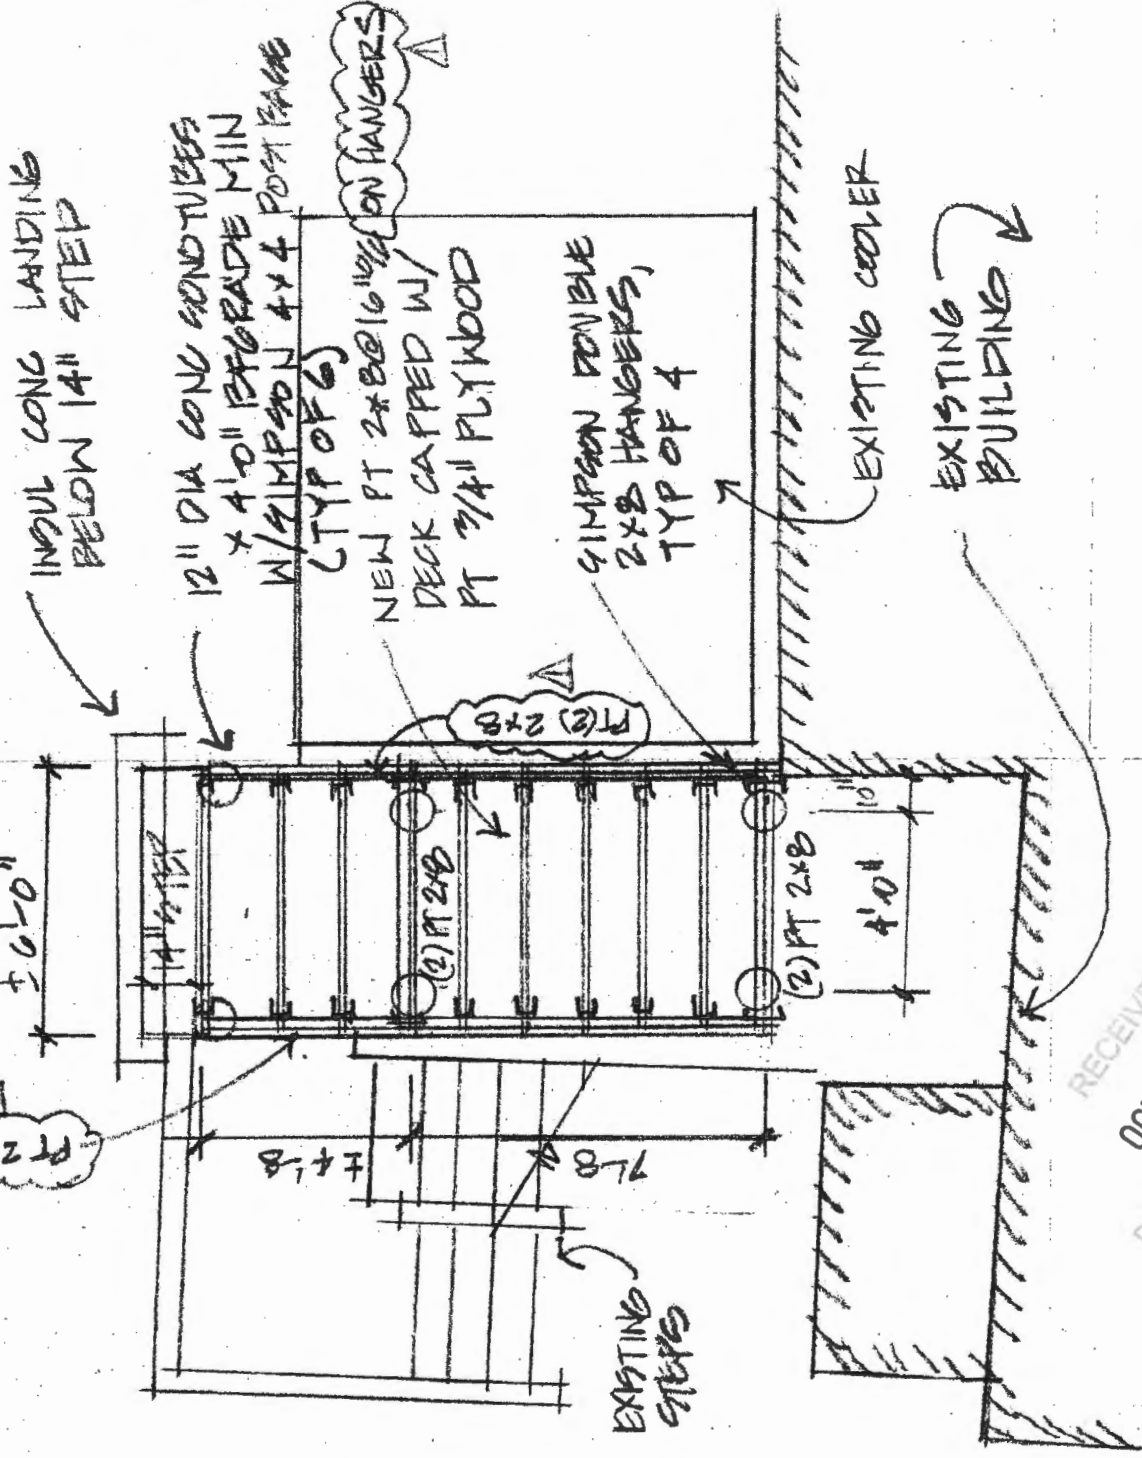 INSUL CONC LANDING
BELOW 14" STEP
12" DIA CONC SONOTUBES
x 4'0" B/GRADE MIN
W/SIMPSON 4x4 POST BASE
(TYP OF 6)
NEW PT 2x8@16"o/c
ON HANGERS
DECK CAPPED W/
PT 3/4" PLYWOOD
SIMPSON DOUBLE
2x8 HANGERS,
TYP OF 4
EXISTING COOLER
EXISTING
BUILDING
± 6'-0"
14" STEP
PT(2) 2x8
(2) PT 2x8
(2) PT 2x8
10"
4'0"
PT 2
± 4'-8
7'-8
EXISTING
STEPS